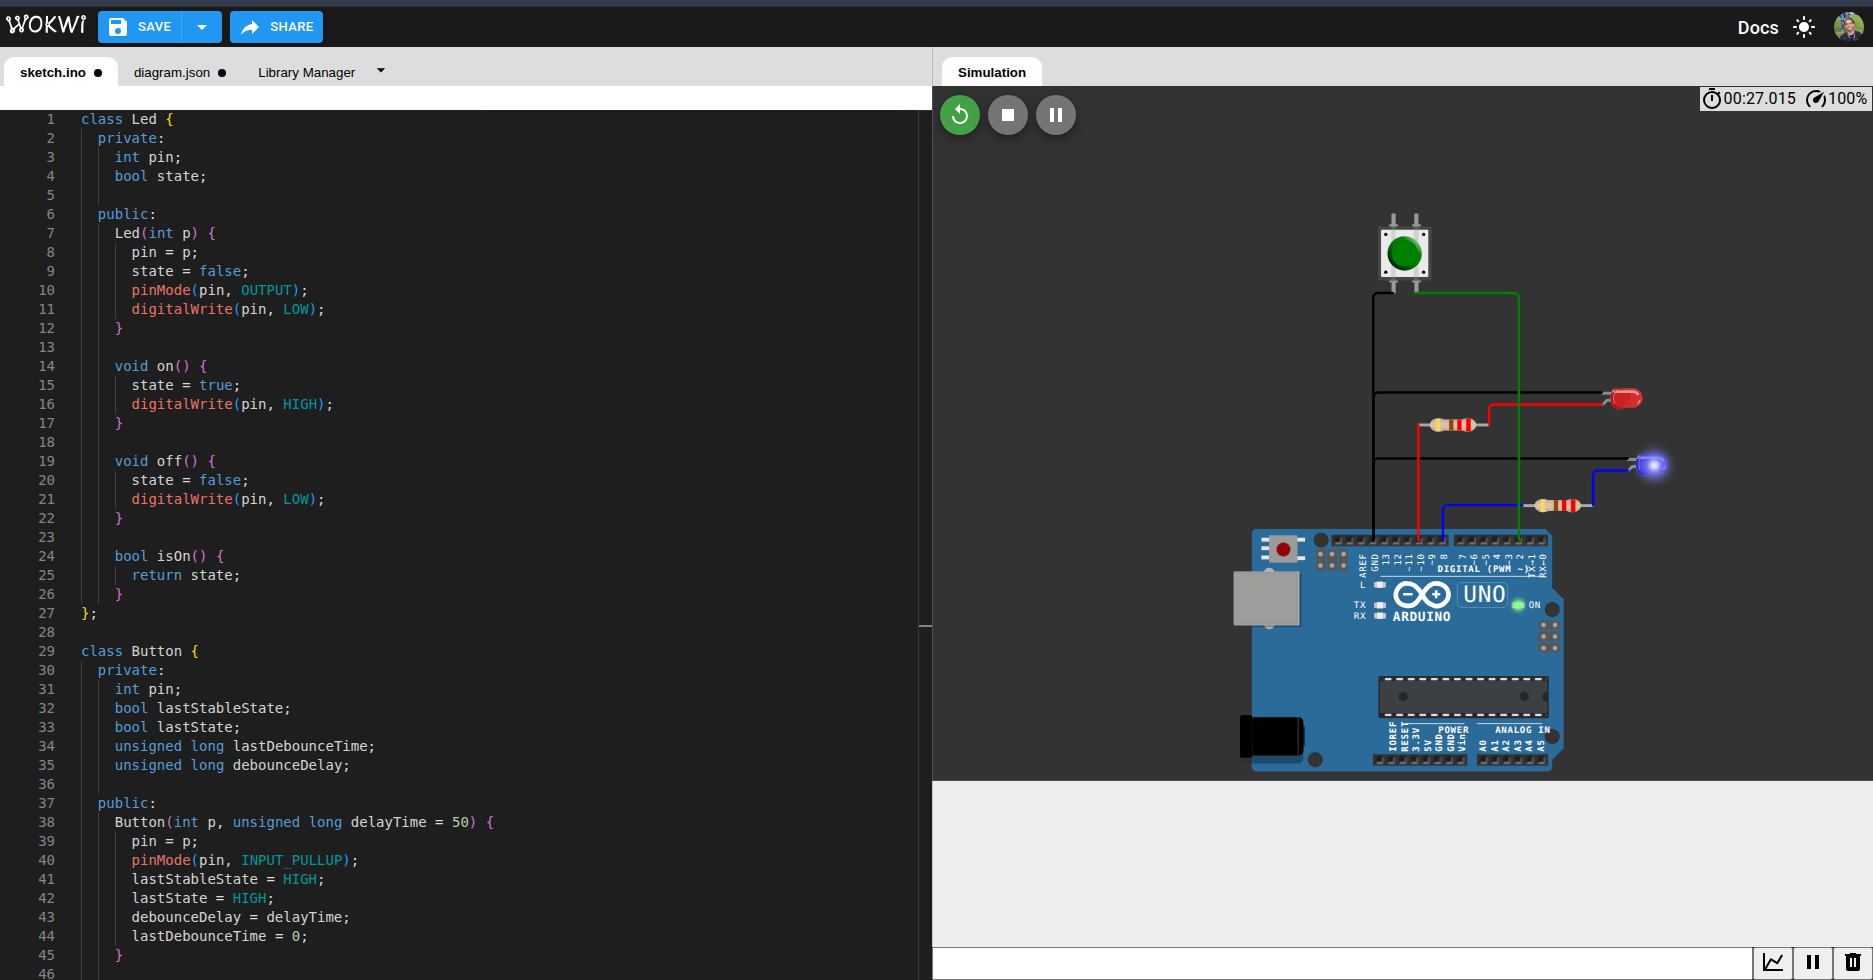 WOKWI SAVE SHARE Docs
sketch.ino diagram.json Library Manager
Simulation
00:27.015 100%
1 class Led {
2 private:
3 int pin;
4 bool state;
5
6 public:
7 Led(int p) {
8 pin = p;
9 state = false;
10 pinMode(pin, OUTPUT);
11 digitalWrite(pin, LOW);
12 }
13
14 void on() {
15 state = true;
16 digitalWrite(pin, HIGH);
17 }
18
19 void off() {
20 state = false;
21 digitalWrite(pin, LOW);
22 }
23
24 bool isOn() {
25 return state;
26 }
27 };
28
29 class Button {
30 private:
31 int pin;
32 bool lastStableState;
33 bool lastState;
34 unsigned long lastDebounceTime;
35 unsigned long debounceDelay;
36
37 public:
38 Button(int p, unsigned long delayTime = 50) {
39 pin = p;
40 pinMode(pin, INPUT_PULLUP);
41 lastStableState = HIGH;
42 lastState = HIGH;
43 debounceDelay = delayTime;
44 lastDebounceTime = 0;
45 }
46
AREF GND 13 12 ~11 ~10 ~9 8 7 ~6 ~5 4 ~3 2 TX→1 RX←0
DIGITAL (PWM ~)
L
TX
RX
ARDUINO
UNO
ON
POWER ANALOG IN
IOREF RESET 3.3V 5V GND GND Vin A0 A1 A2 A3 A4 A5